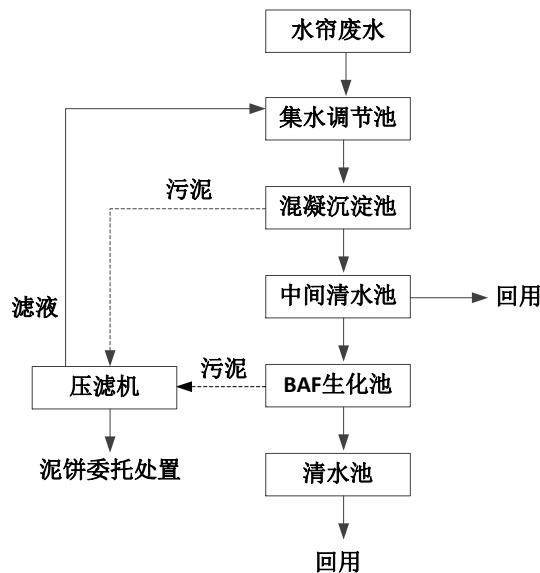 水帘废水
集水调节池
污泥
混凝沉淀池
滤液
中间清水池
回用
污泥
压滤机
BAF生化池
泥饼委托处置
清水池
回用